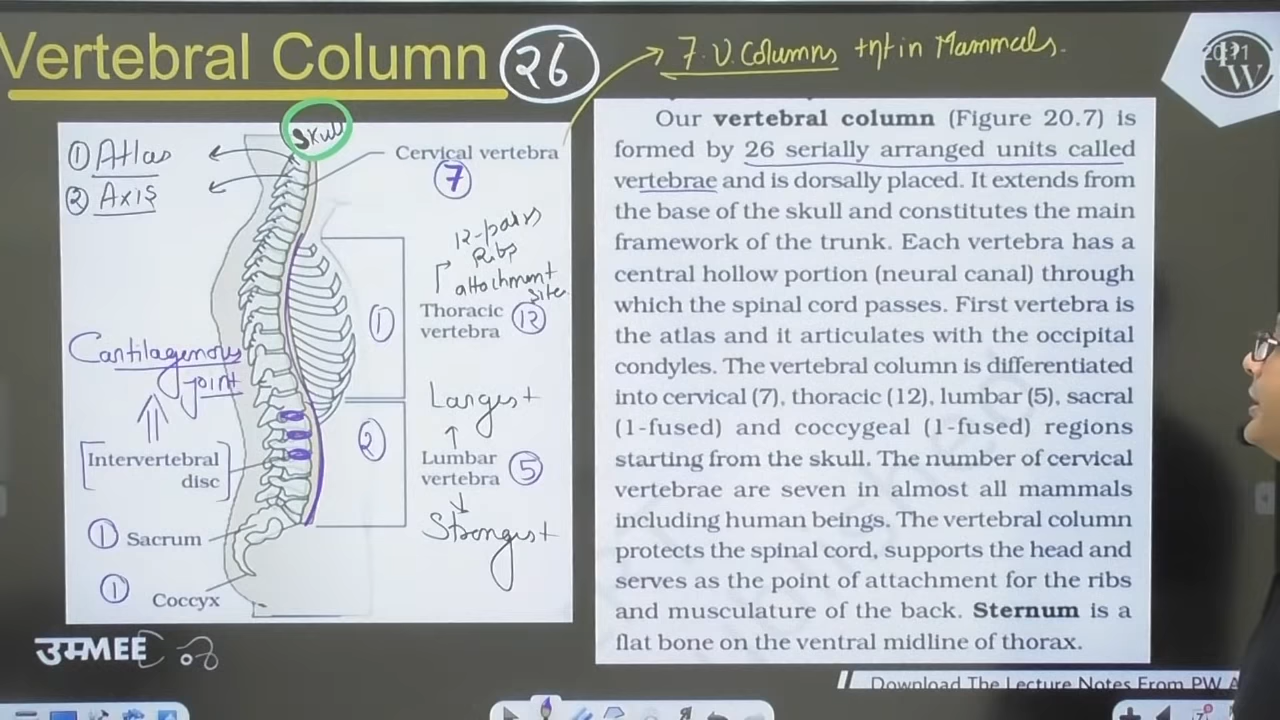 Vertebral Column 26
7. V. Columns +nt in Mammals.
PW
Skull
① Atlas
② Axis
Cervical vertebra
7
12-pairs
Ribs
attachment
site
Thoracic
vertebra 12
①
Cartilagenous
joint
Largest
②
Intervertebral
disc
Lumbar
vertebra 5
Strongest
① Sacrum
① Coccyx
Our vertebral column (Figure 20.7) is
formed by 26 serially arranged units called
vertebrae and is dorsally placed. It extends from
the base of the skull and constitutes the main
framework of the trunk. Each vertebra has a
central hollow portion (neural canal) through
which the spinal cord passes. First vertebra is
the atlas and it articulates with the occipital
condyles. The vertebral column is differentiated
into cervical (7), thoracic (12), lumbar (5), sacral
(1-fused) and coccygeal (1-fused) regions
starting from the skull. The number of cervical
vertebrae are seven in almost all mammals
including human beings. The vertebral column
protects the spinal cord, supports the head and
serves as the point of attachment for the ribs
and musculature of the back. Sternum is a
flat bone on the ventral midline of thorax.
उम्मMEE
Download The Lecture Notes From PW A